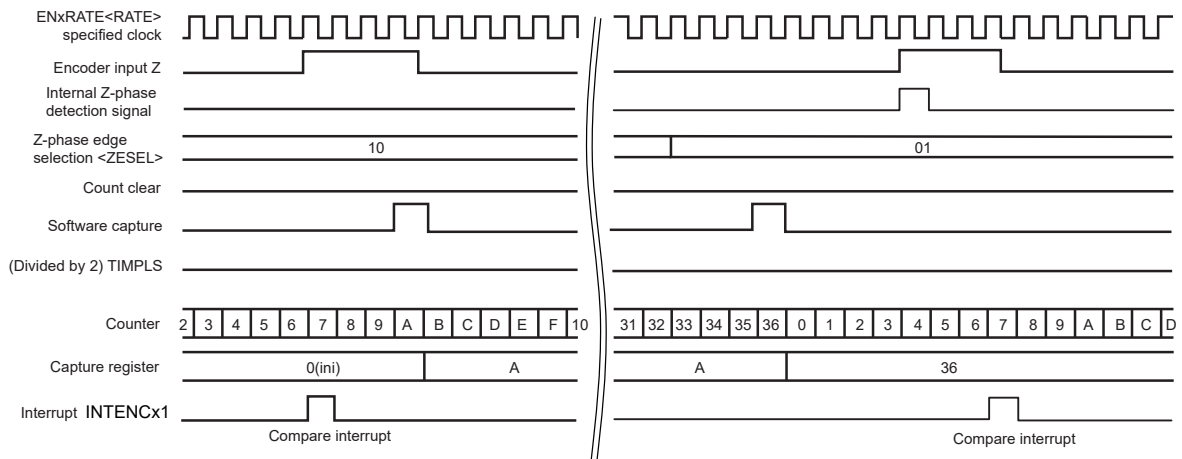 ENxRATE<RATE>
specified clock
Encoder input Z
Internal Z-phase
detection signal
Z-phase edge
selection <ZESEL>
10
01
Count clear
Software capture
(Divided by 2) TIMPLS
Counter
2 3 4 5 6 7 8 9 A B C D E F 10
31 32 33 34 35 36 0 1 2 3 4 5 6 7 8 9 A B C D
Capture register
0(ini)
A
A
36
Interrupt INTENCx1
Compare interrupt
Compare interrupt